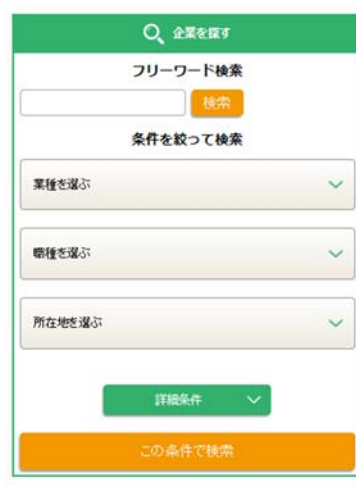 企業を探す
フリーワード検索
検索
条件を絞って検索
業種を選ぶ
職種を選ぶ
所在地を選ぶ
詳細条件
この条件で検索